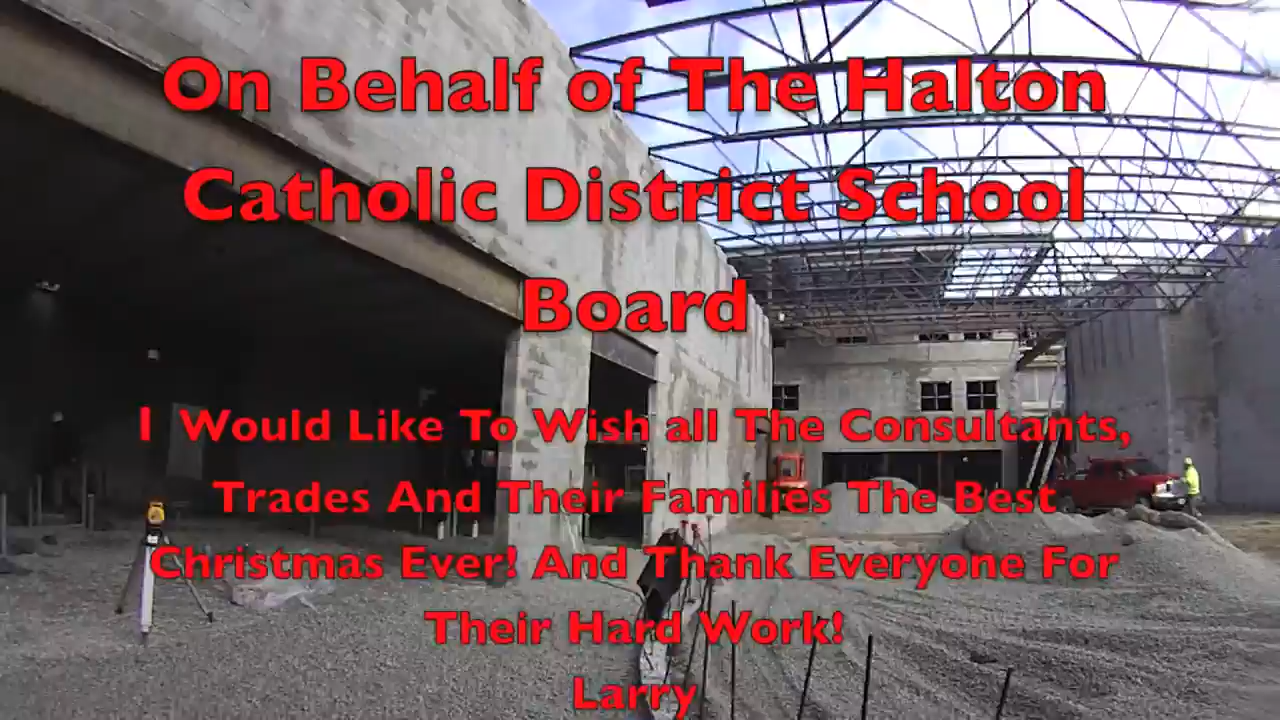 On Behalf of The Halton
Catholic District School
Board
I Would Like To Wish all The Consultants,
Trades And Their Families The Best
Christmas Ever! And Thank Everyone For
Their Hard Work!
Larry